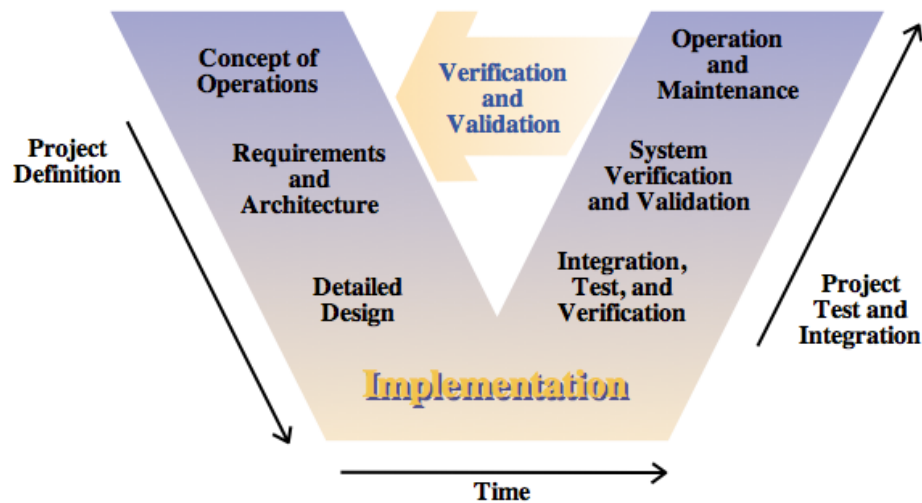 Concept of
Operations
Verification
and
Validation
Operation
and
Maintenance
Project
Definition
Requirements
and
Architecture
System
Verification
and Validation
Detailed
Design
Integration,
Test, and
Verification
Project
Test and
Integration
Implementation
Time